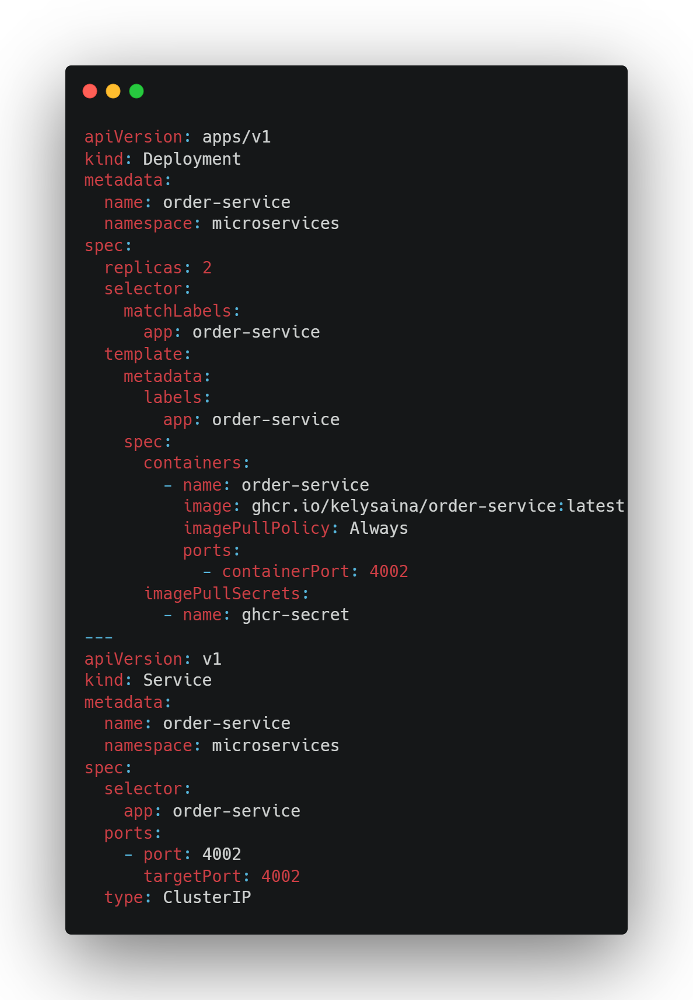 apiVersion: apps/v1
kind: Deployment
metadata:
  name: order-service
  namespace: microservices
spec:
  replicas: 2
  selector:
    matchLabels:
      app: order-service
  template:
    metadata:
      labels:
        app: order-service
    spec:
      containers:
        - name: order-service
          image: ghcr.io/kelysaina/order-service:latest
          imagePullPolicy: Always
          ports:
            - containerPort: 4002
      imagePullSecrets:
        - name: ghcr-secret
---
apiVersion: v1
kind: Service
metadata:
  name: order-service
  namespace: microservices
spec:
  selector:
    app: order-service
  ports:
    - port: 4002
      targetPort: 4002
  type: ClusterIP